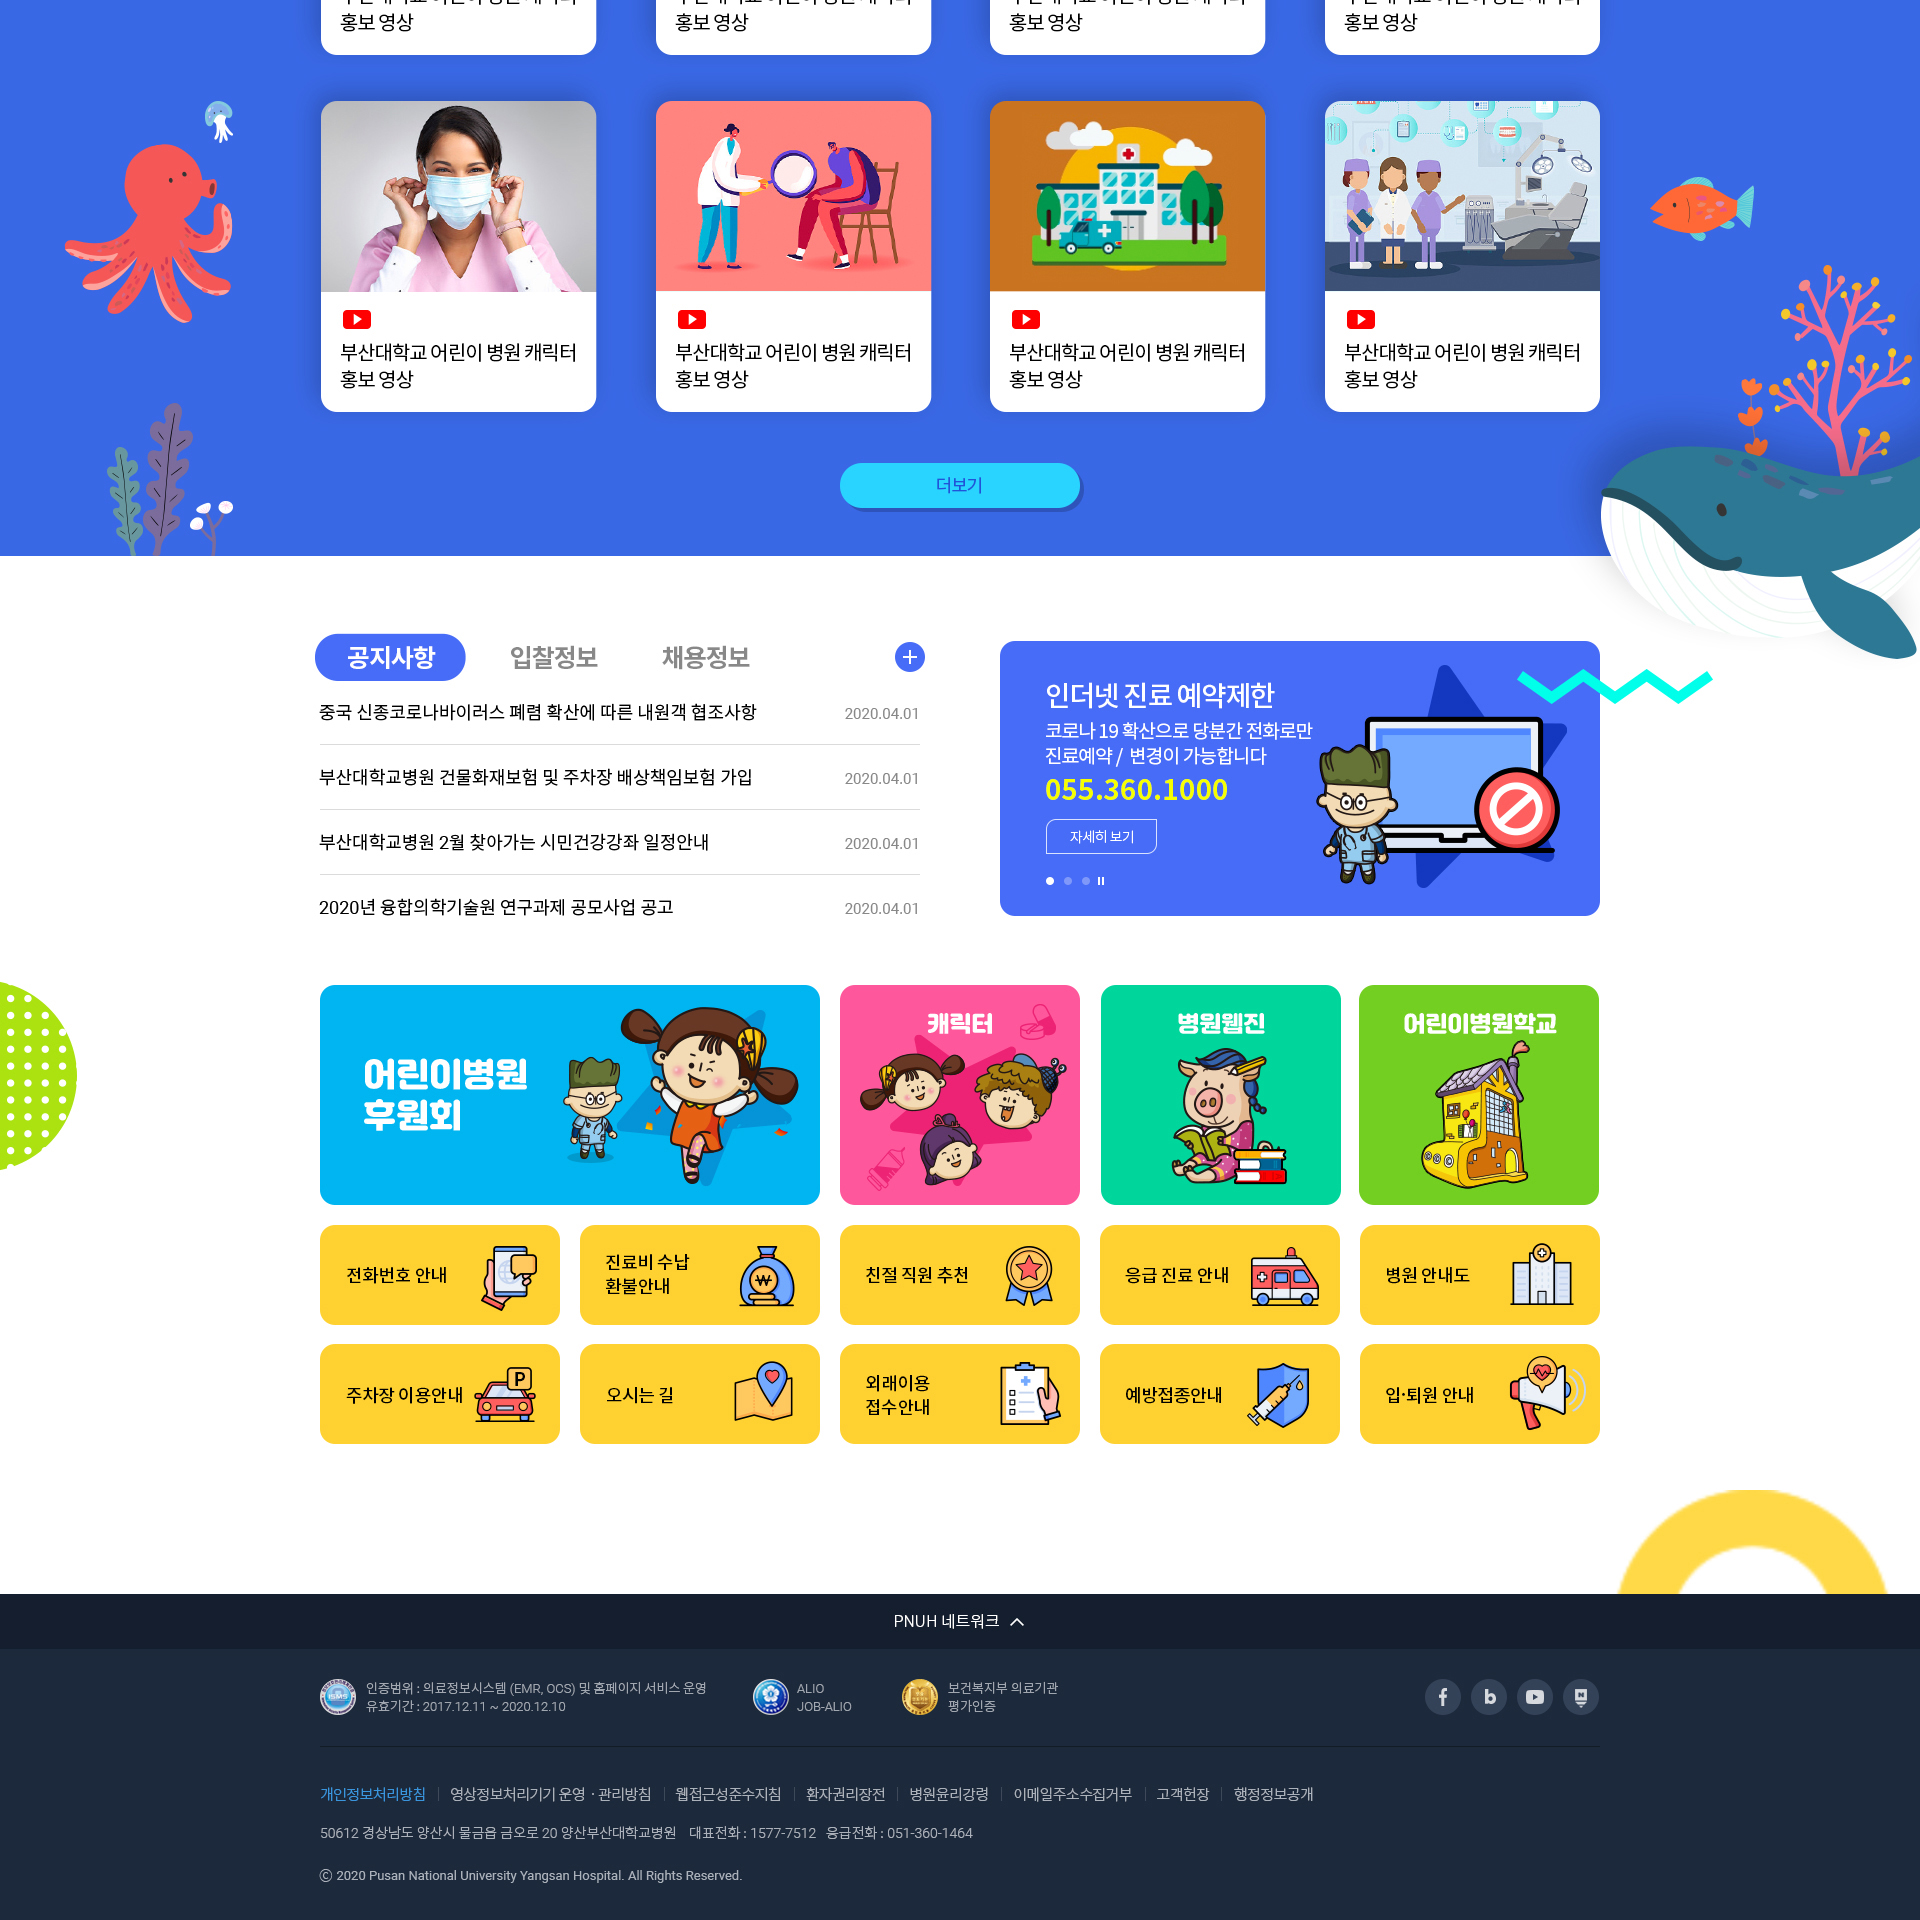 홍보 영상
홍보 영상
홍보 영상
홍보 영상
부산대학교 어린이 병원 캐릭터
홍보 영상
부산대학교 어린이 병원 캐릭터
홍보 영상
부산대학교 어린이 병원 캐릭터
홍보 영상
부산대학교 어린이 병원 캐릭터
홍보 영상
더보기
공지사항 입찰정보 채용정보
중국 신종코로나바이러스 폐렴 확산에 따른 내원객 협조사항 2020.04.01
부산대학교병원 건물화재보험 및 주차장 배상책임보험 가입 2020.04.01
부산대학교병원 2월 찾아가는 시민건강강좌 일정안내 2020.04.01
2020년 융합의학기술원 연구과제 공모사업 공고 2020.04.01
인더넷 진료 예약제한
코로나 19 확산으로 당분간 전화로만
진료예약 / 변경이 가능합니다
055.360.1000
자세히 보기
어린이병원
후원회
캐릭터
병원웹진
어린이병원학교
전화번호 안내
진료비 수납
환불안내
친절 직원 추천
응급 진료 안내
병원 안내도
주차장 이용안내
P
오시는 길
외래이용
접수안내
예방접종안내
입·퇴원 안내
PNUH 네트워크
인증범위 : 의료정보시스템 (EMR, OCS) 및 홈페이지 서비스 운영
유효기간 : 2017.12.11 ~ 2020.12.10
ALIO
JOB-ALIO
보건복지부 의료기관
평가인증
개인정보처리방침 영상정보처리기기 운영 · 관리방침 웹접근성준수지침 환자권리장전 병원윤리강령 이메일주소수집거부 고객헌장 행정정보공개
50612 경상남도 양산시 물금읍 금오로 20 양산부산대학교병원 대표전화 : 1577-7512 응급전화 : 051-360-1464
ⓒ 2020 Pusan National University Yangsan Hospital. All Rights Reserved.